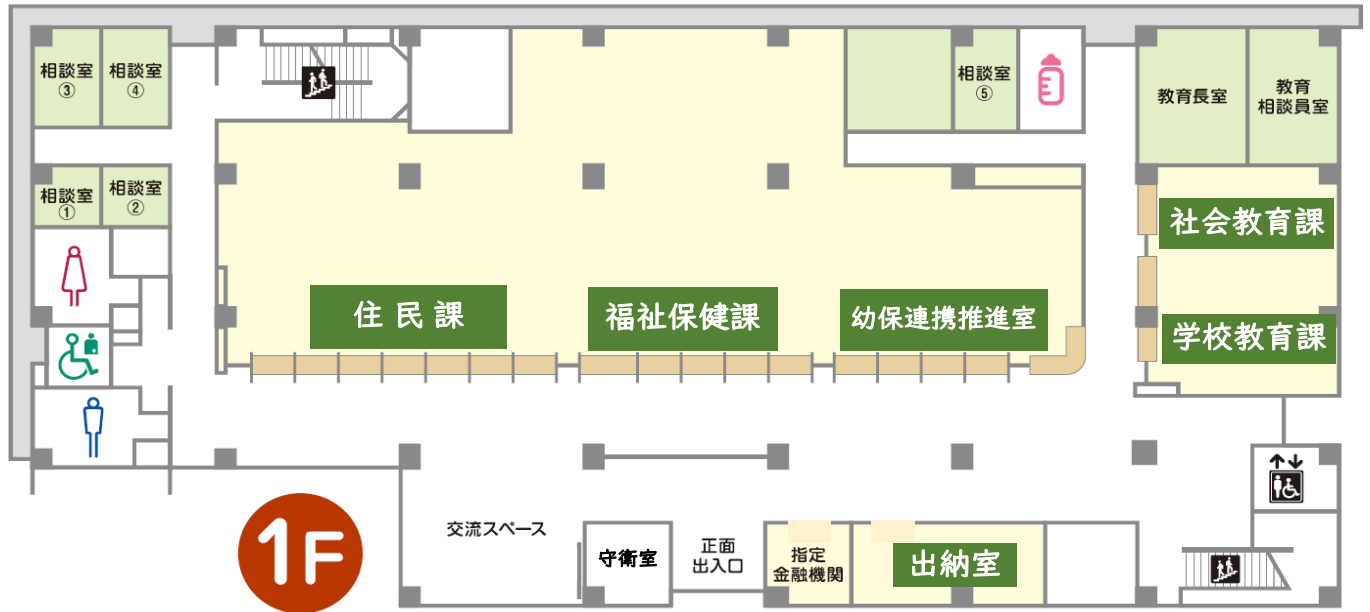 相談室
③
相談室
④
相談室
⑤
教育長室
教育
相談員室
相談室
①
相談室
②
社会教育課
住民課
福祉保健課
幼保連携推進室
学校教育課
1F
交流スペース
守衛室
正面
出入口
指定
金融機関
出納室